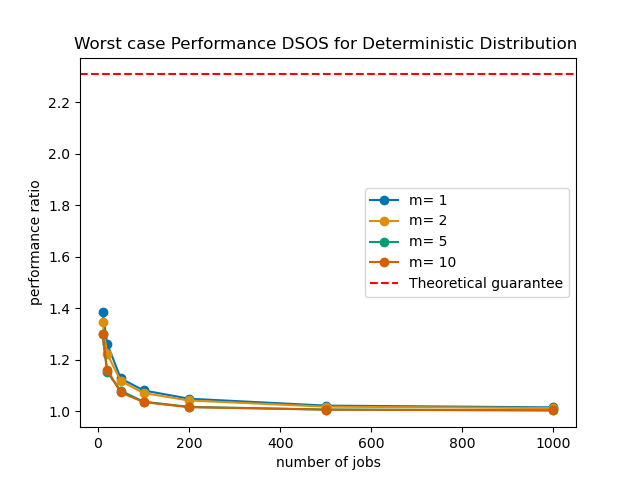 Worst case Performance DSOS for Deterministic Distribution
performance ratio
2.2
2.0
1.8
1.6
1.4
1.2
1.0
m= 1
m= 2
m= 5
m= 10
Theoretical guarantee
0 200 400 600 800 1000
number of jobs